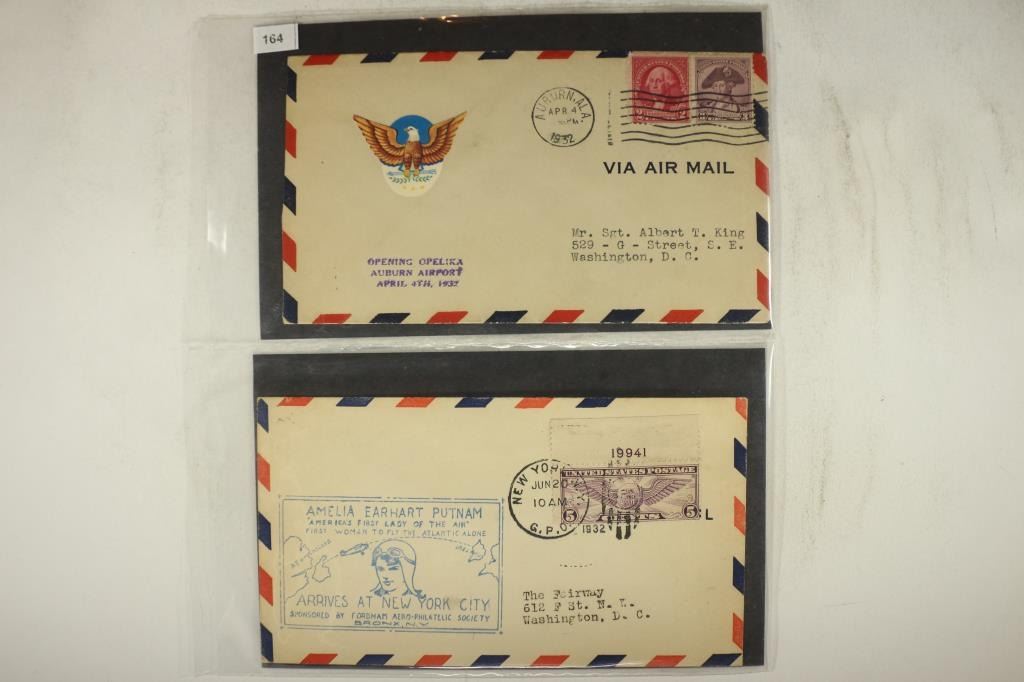 164
AUBURN, ALA.
APR 4
PM
1932
VIA AIR MAIL
Mr. Sgt. Albert T. King
529 - G - Street, S. E.
Washington, D. C.
OPENING OPELIKA
AUBURN AIRPORT
APRIL 4TH, 1932
19941
UNITED STATES POSTAGE
5 5
NEW YORK, N.Y.
JUN 20
10 AM
1932
G.P.O.
L
AMELIA EARHART PUTNAM
"AMERICA'S FIRST LADY OF THE AIR"
FIRST WOMAN TO FLY THE ATLANTIC ALONE
ARRIVES AT NEW YORK CITY
SPONSORED BY FORDHAM AERO-PHILATELIC SOCIETY
BRONX, N.Y.
The Fairway
612 F St. N. W.
Washington, D. C.